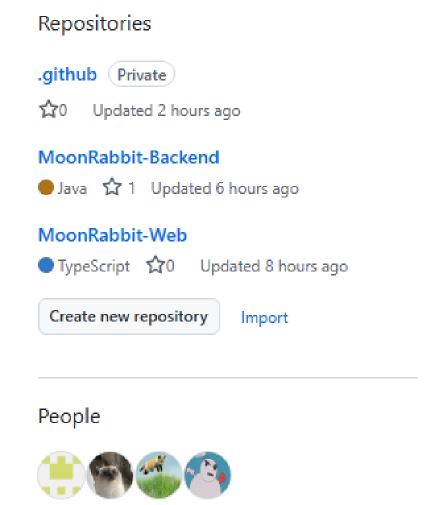 Repositories
.github Private
0 Updated 2 hours ago
MoonRabbit-Backend
Java 1 Updated 6 hours ago
MoonRabbit-Web
TypeScript 0 Updated 8 hours ago
Create new repository Import
People